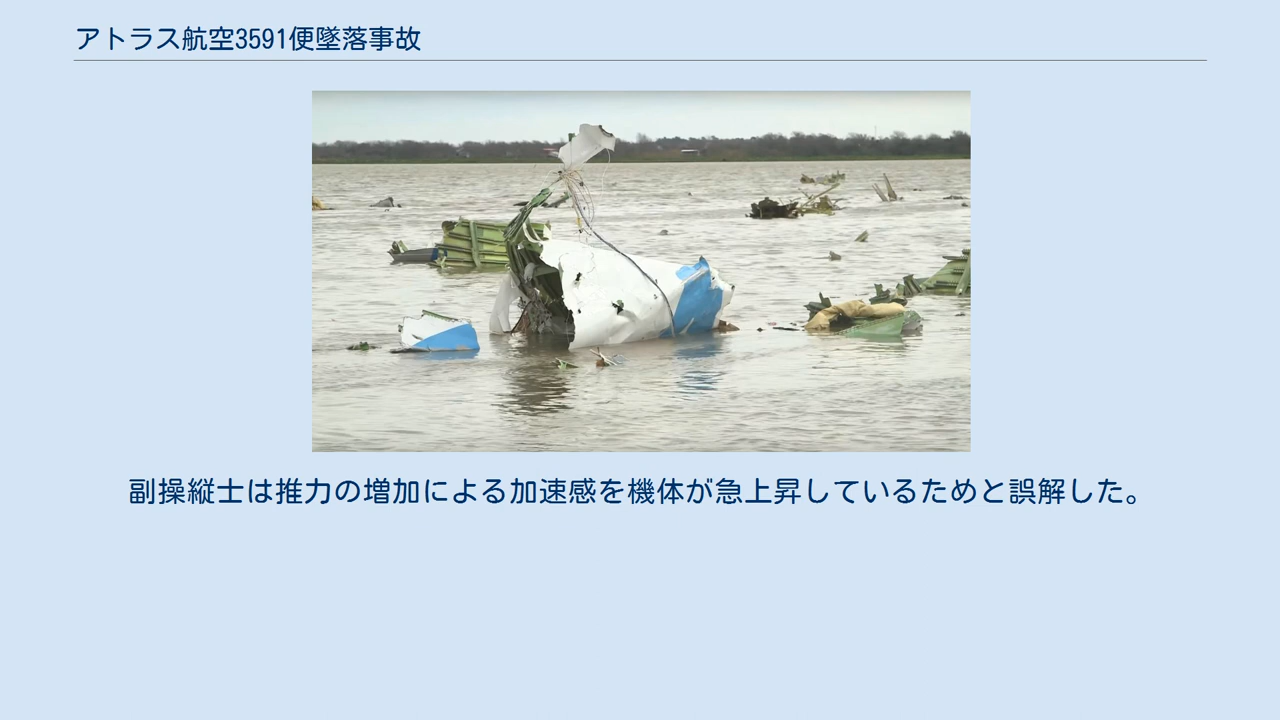 アトラス航空3591便墜落事故
副操縦士は推力の増加による加速感を機体が急上昇しているためと誤解した。